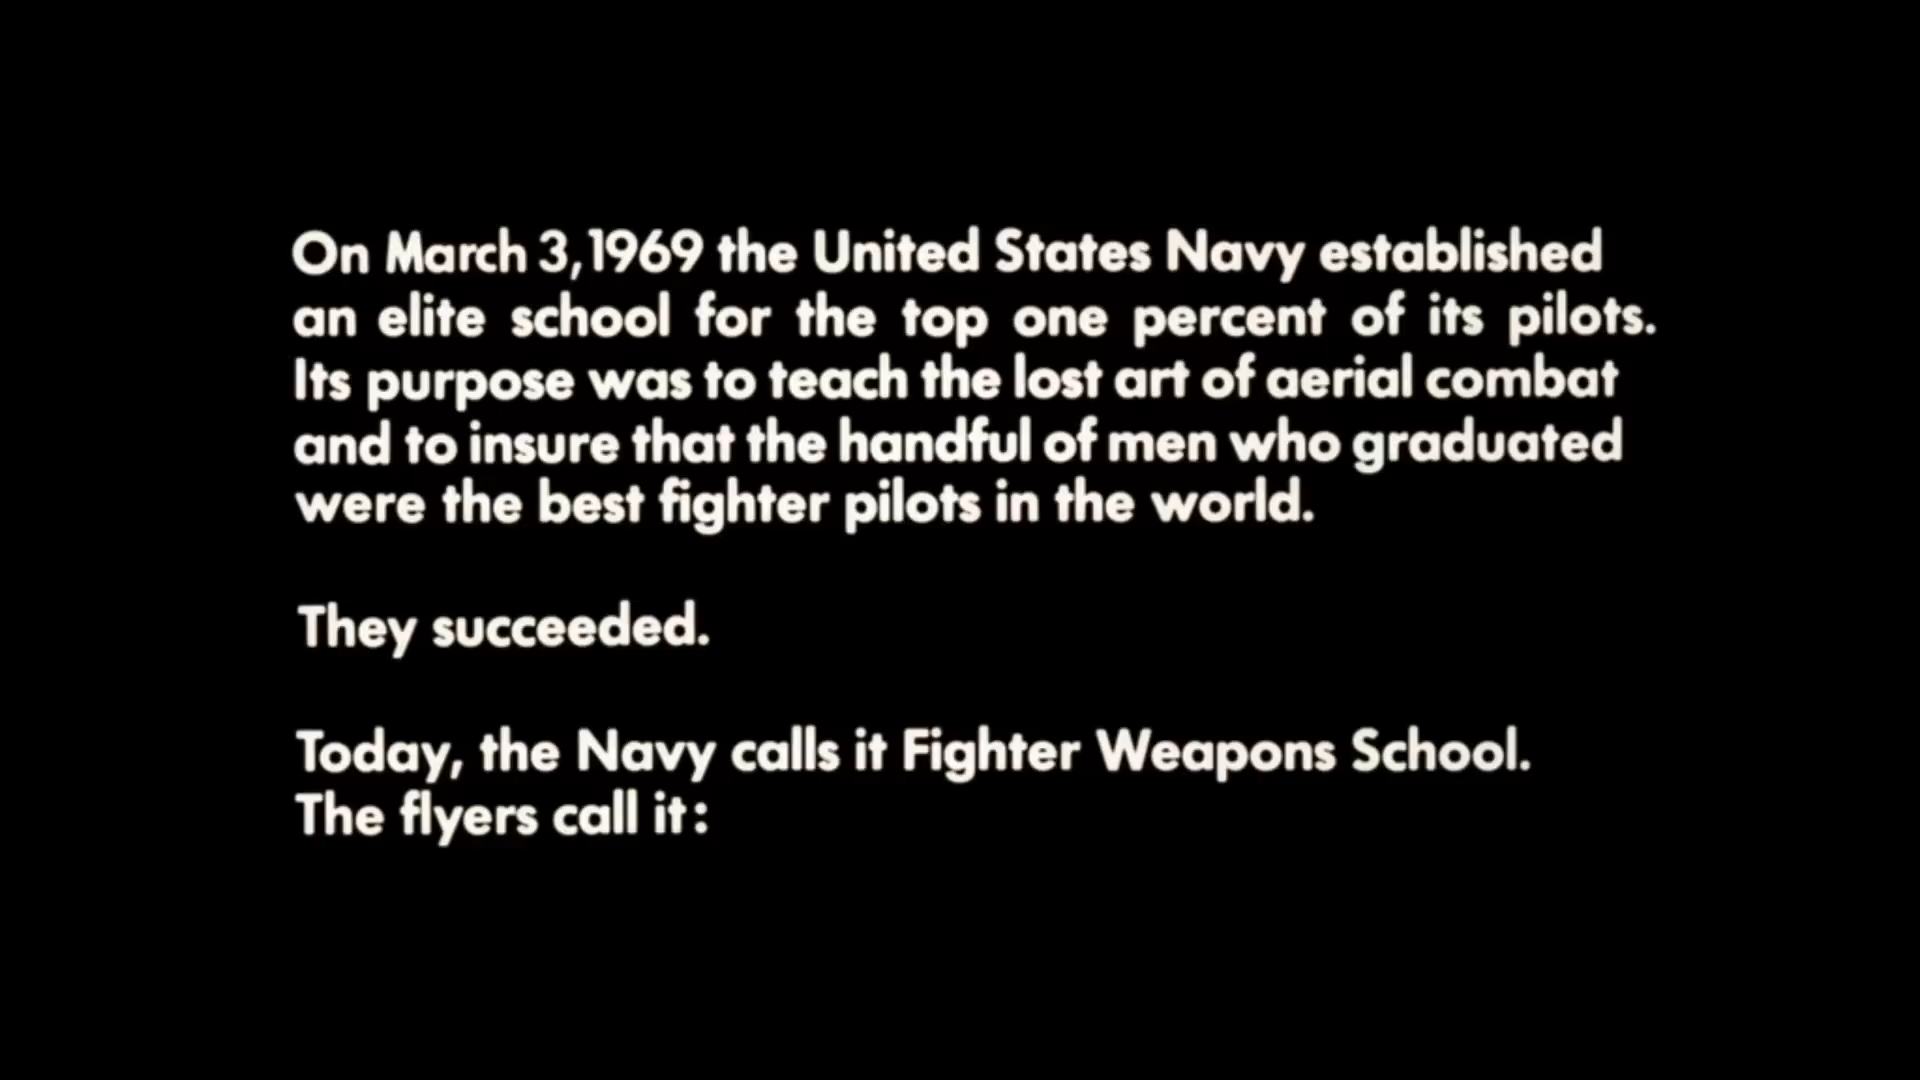 On March 3,1969 the United States Navy established
an elite school for the top one percent of its pilots.
Its purpose was to teach the lost art of aerial combat
and to insure that the handful of men who graduated
were the best fighter pilots in the world.
They succeeded.
Today, the Navy calls it Fighter Weapons School.
The flyers call it: